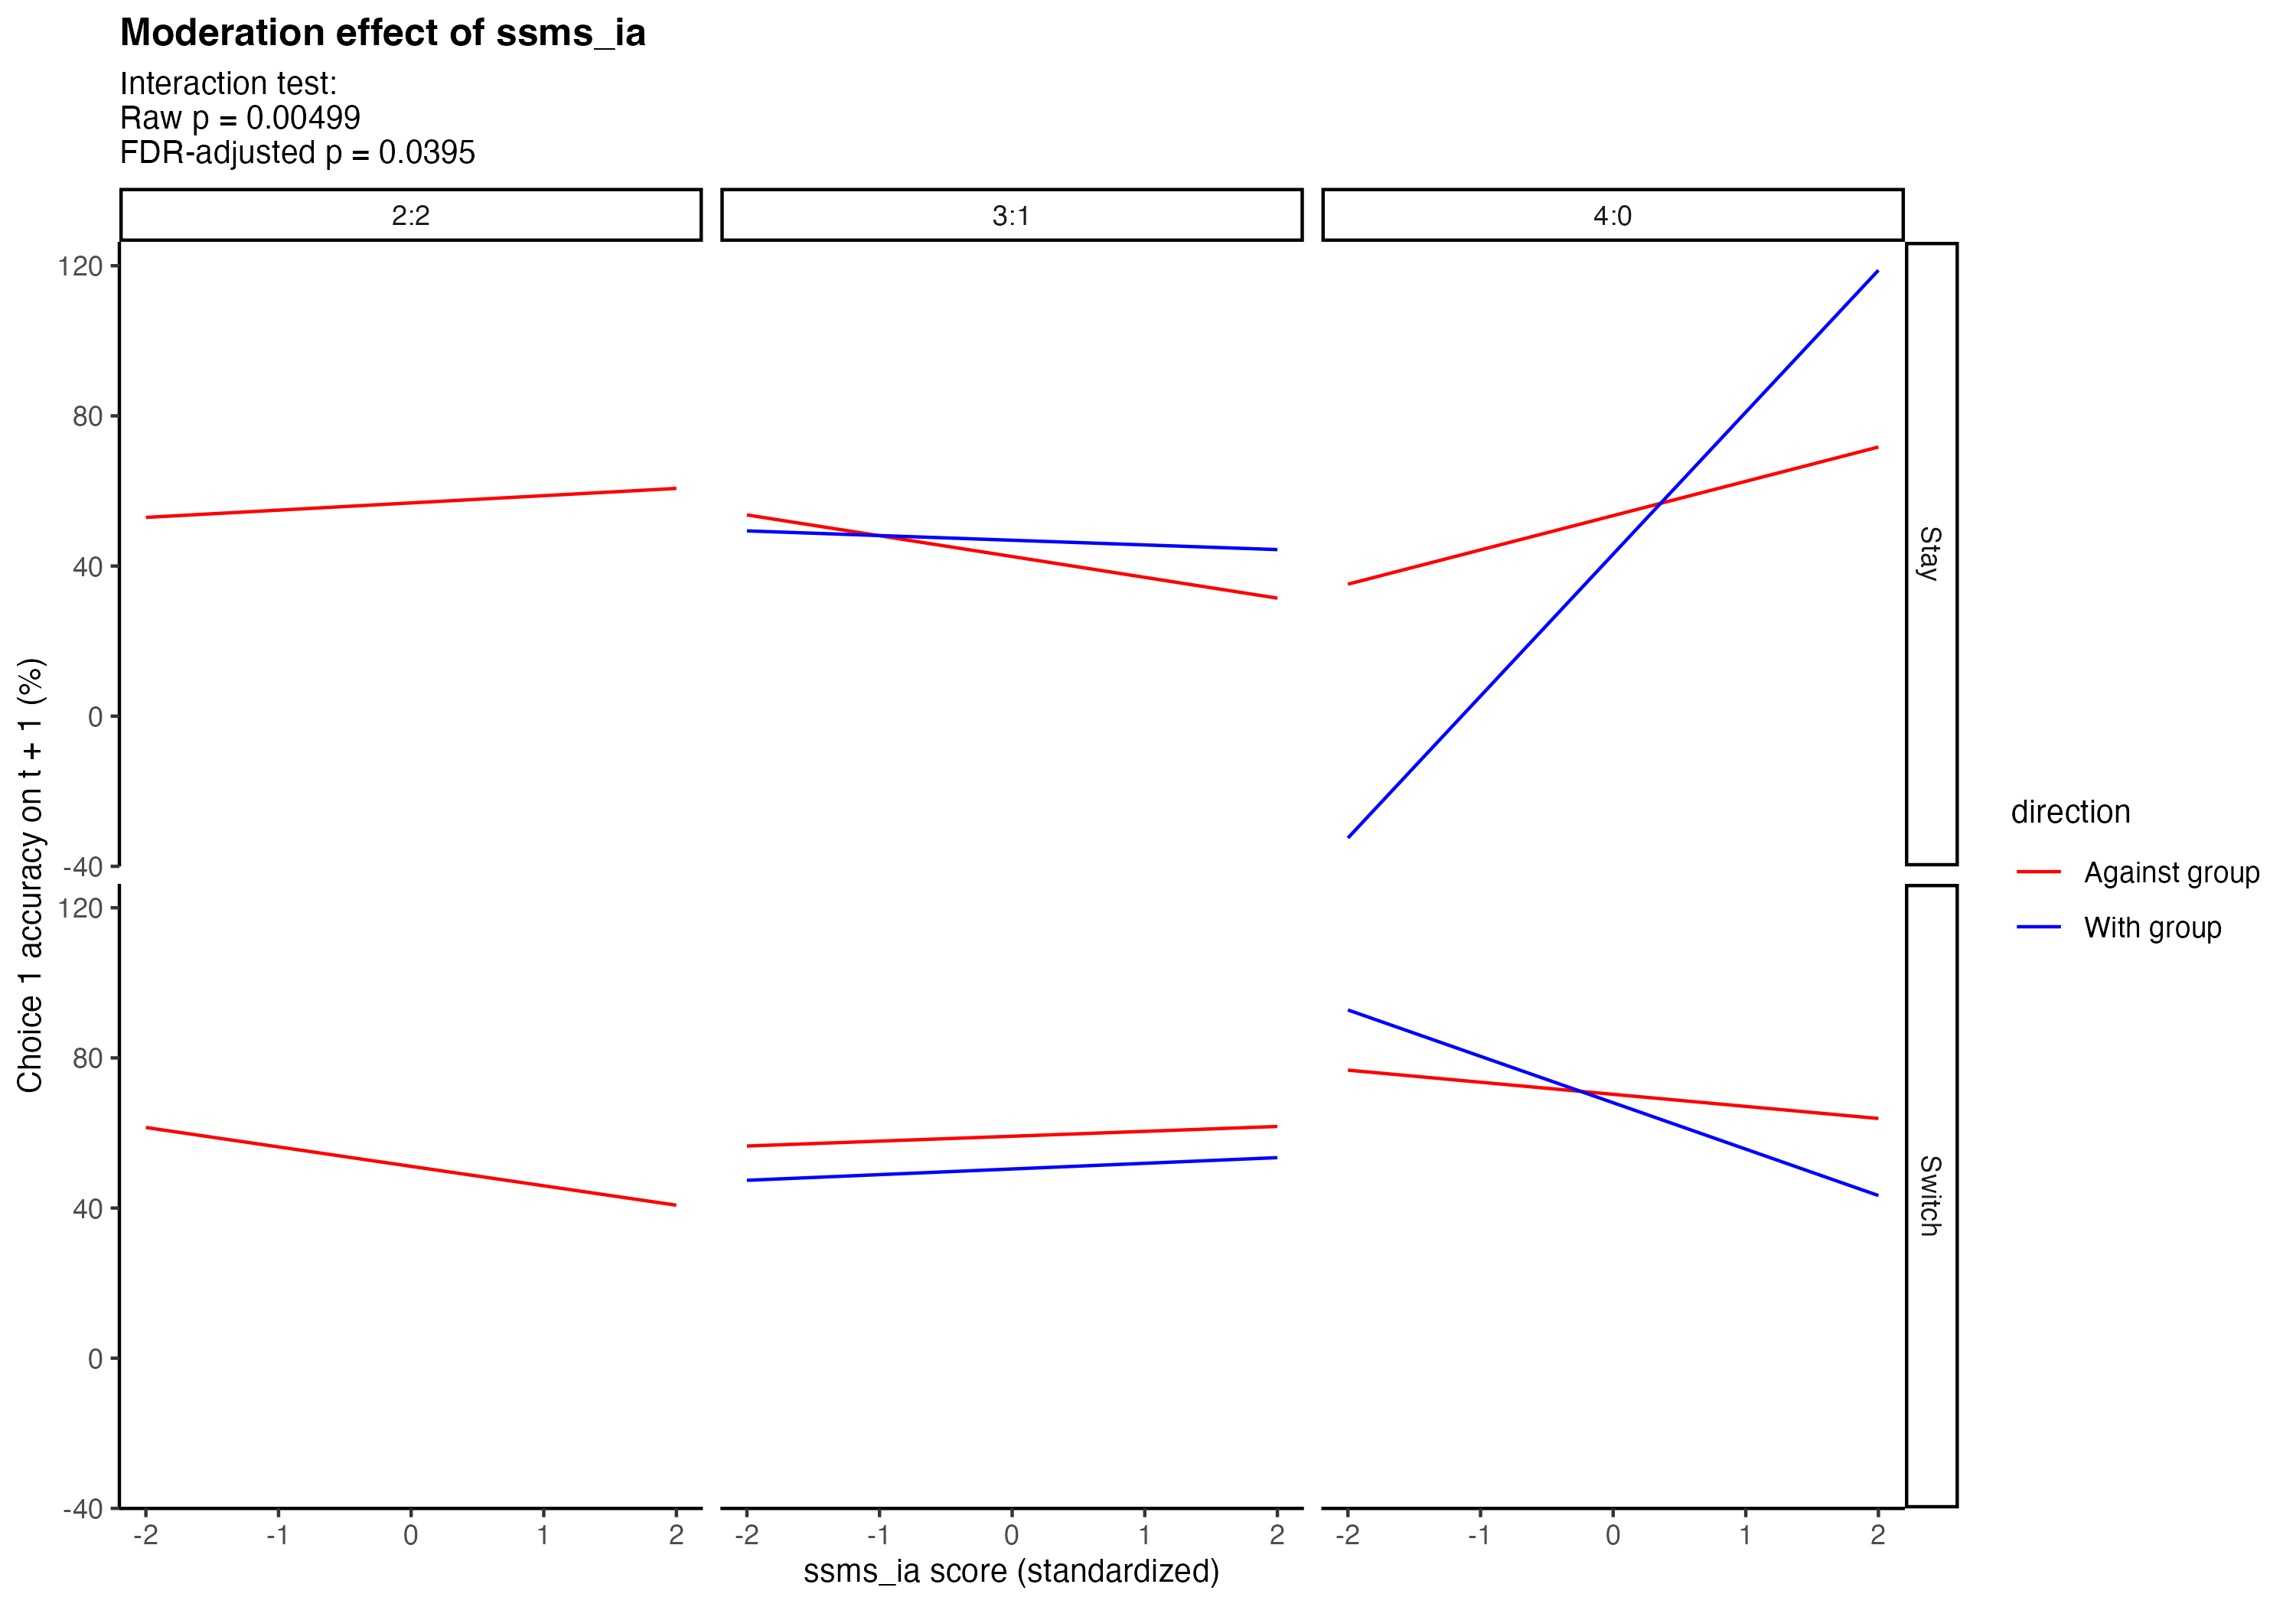 Moderation effect of ssms_ia
Interaction test:
Raw p = 0.00499
FDR-adjusted p = 0.0395
2:2 3:1 4:0
120
80
40
0
-40
Stay
120
80
40
0
-40
Switch
Choice 1 accuracy on t + 1 (%)
-2 -1 0 1 2 -2 -1 0 1 2 -2 -1 0 1 2
ssms_ia score (standardized)
direction
Against group
With group